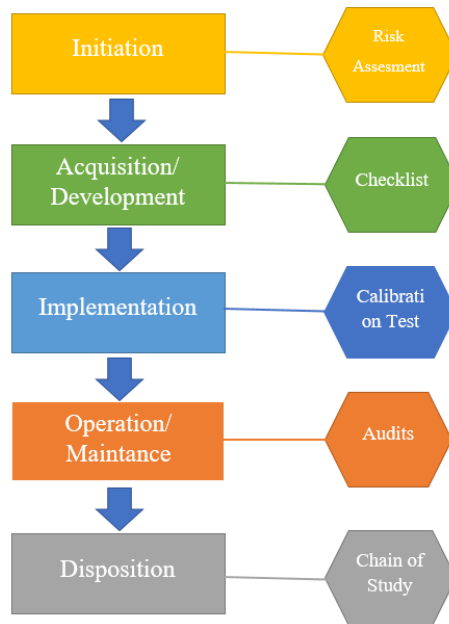 Initiation
Risk
Assesment
Acquisition/
Development
Checklist
Implementation
Calibrati
on Test
Operation/
Maintance
Audits
Disposition
Chain of
Study